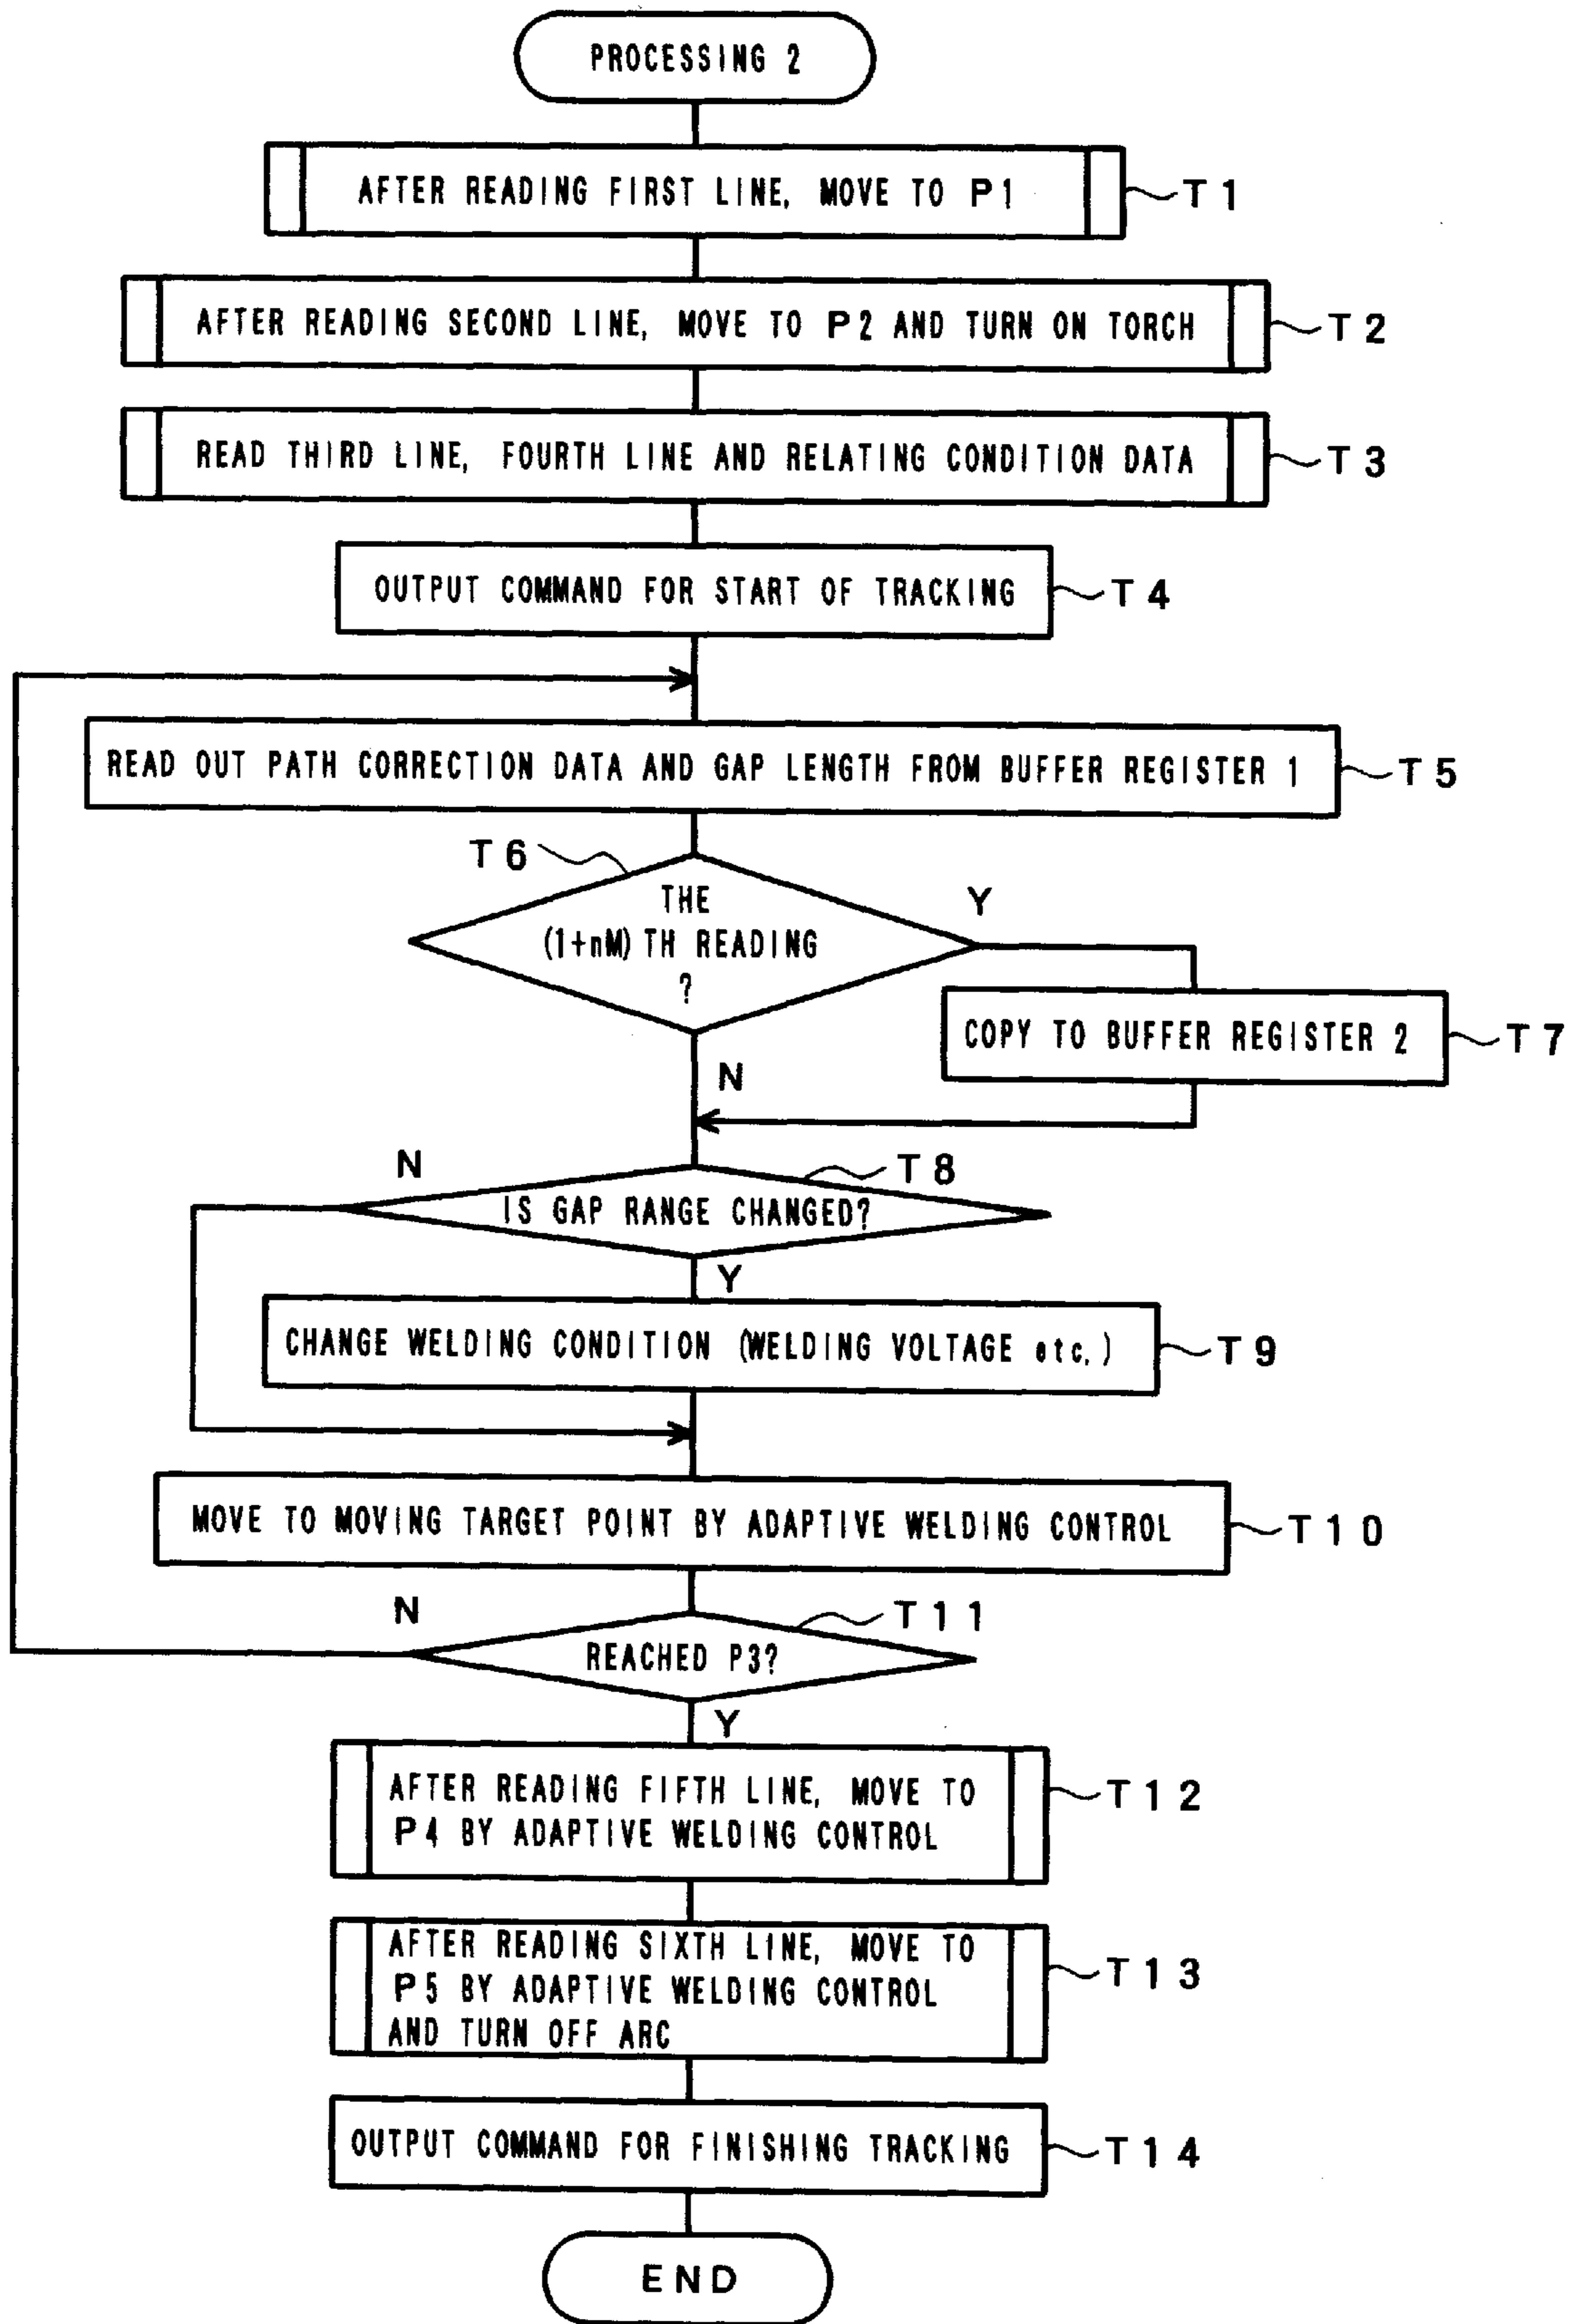 PROCESSING 2
AFTER READING FIRST LINE, MOVE TO P1
T1
AFTER READING SECOND LINE, MOVE TO P2 AND TURN ON TORCH
T2
READ THIRD LINE, FOURTH LINE AND RELATING CONDITION DATA
T3
OUTPUT COMMAND FOR START OF TRACKING
T4
READ OUT PATH CORRECTION DATA AND GAP LENGTH FROM BUFFER REGISTER 1
T5
T6
THE
(1+nM) TH READING
?
Y
COPY TO BUFFER REGISTER 2
T7
N
N
T8
IS GAP RANGE CHANGED?
Y
CHANGE WELDING CONDITION (WELDING VOLTAGE etc.)
T9
MOVE TO MOVING TARGET POINT BY ADAPTIVE WELDING CONTROL
T10
N
T11
REACHED P3?
Y
AFTER READING FIFTH LINE, MOVE TO
P4 BY ADAPTIVE WELDING CONTROL
T12
AFTER READING SIXTH LINE, MOVE TO
P5 BY ADAPTIVE WELDING CONTROL
AND TURN OFF ARC
T13
OUTPUT COMMAND FOR FINISHING TRACKING
T14
END